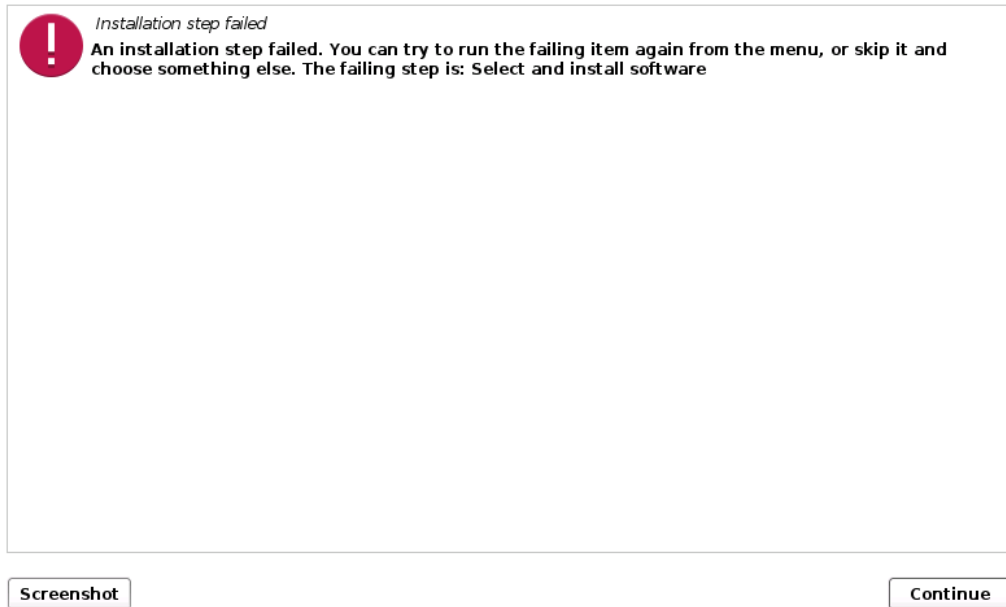 Installation step failed
An installation step failed. You can try to run the failing item again from the menu, or skip it and
choose something else. The failing step is: Select and install software
Screenshot
Continue